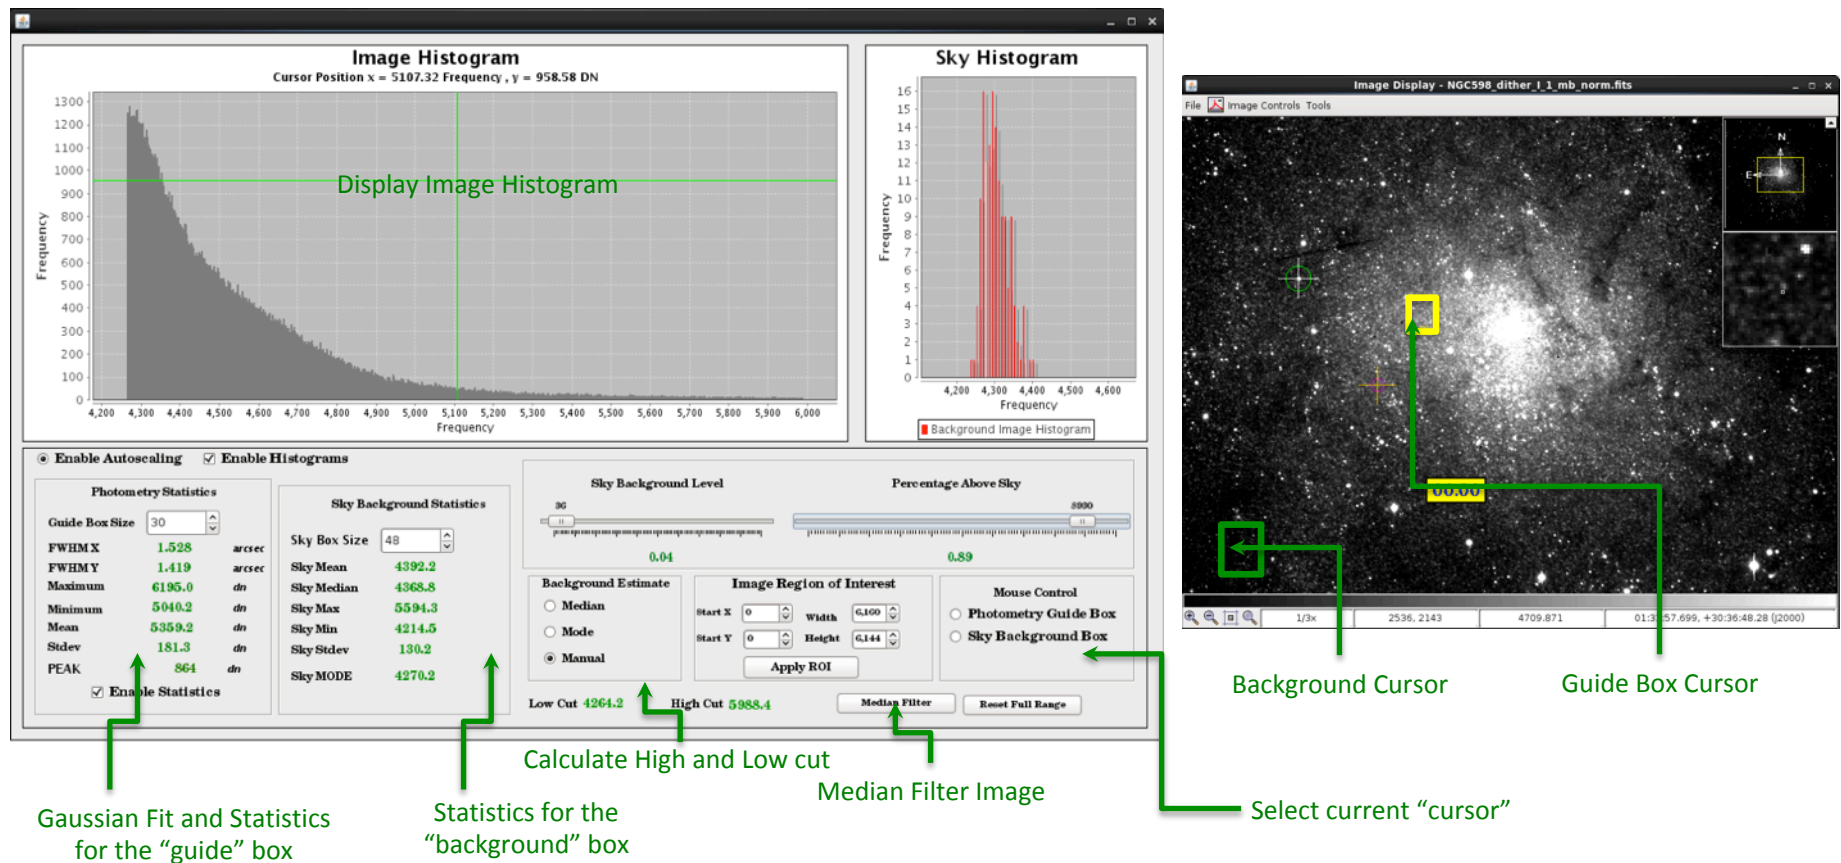 Image Histogram
Cursor Position x = 5107.32 Frequency , y = 958.58 DN
1300
1200
1100
1000
900
800
700
600
500
400
300
200
100
0
Frequency
Display Image Histogram
4,200 4,300 4,400 4,500 4,600 4,700 4,800 4,900 5,000 5,100 5,200 5,300 5,400 5,500 5,600 5,700 5,800 5,900 6,000
Frequency
Sky Histogram
16
15
14
13
12
11
10
9
8
7
6
5
4
3
2
1
0
Frequency
4,200 4,300 4,400 4,500 4,600
Frequency
Background Image Histogram
Enable Autoscaling Enable Histograms
Photometry Statistics
Guide Box Size 30
FWHM X 1.528 arcsec
FWHM Y 1.419 arcsec
Maximum 6195.0 dn
Minimum 5040.2 dn
Mean 5359.2 dn
Stdev 181.3 dn
PEAK 864 dn
Enable Statistics
Sky Background Statistics
Sky Box Size 48
Sky Mean 4392.2
Sky Median 4368.8
Sky Max 5594.3
Sky Min 4214.5
Sky Stdev 130.2
Sky MODE 4270.2
Sky Background Level
36
0.04
Percentage Above Sky
8990
0.89
Background Estimate
Median
Mode
Manual
Image Region of Interest
Start X 0 Width 6,160
Start Y 0 Height 6,144
Apply ROI
Mouse Control
Photometry Guide Box
Sky Background Box
Low Cut 4264.2 High Cut 5988.4
Median Filter
Reset Full Range
Image Display - NGC598_dither_I_1_mb_norm.fits
File Image Controls Tools
N
E
00.00
1/3x 2536, 2143 4709.871
+30:36:48.28 (J2000)
Background Cursor
Guide Box Cursor
Calculate High and Low cut
Median Filter Image
Select current “cursor”
Gaussian Fit and Statistics
for the “guide” box
Statistics for the
“background” box